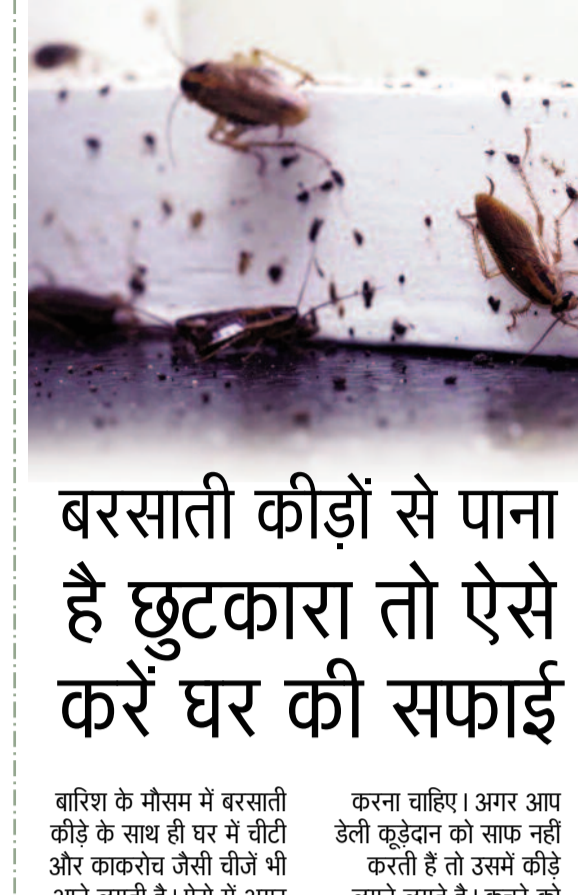 बरसाती कीड़ों से पाना
है छुटकारा तो ऐसे
करें घर की सफाई
बारिश के मौसम में बरसाती
कीड़े के साथ ही घर में चीटी
और काकरोच जैसी चीजें भी
करना चाहिए। अगर आप
डेली कूड़ेदान को साफ नहीं
करती हैं तो उसमें कीड़े